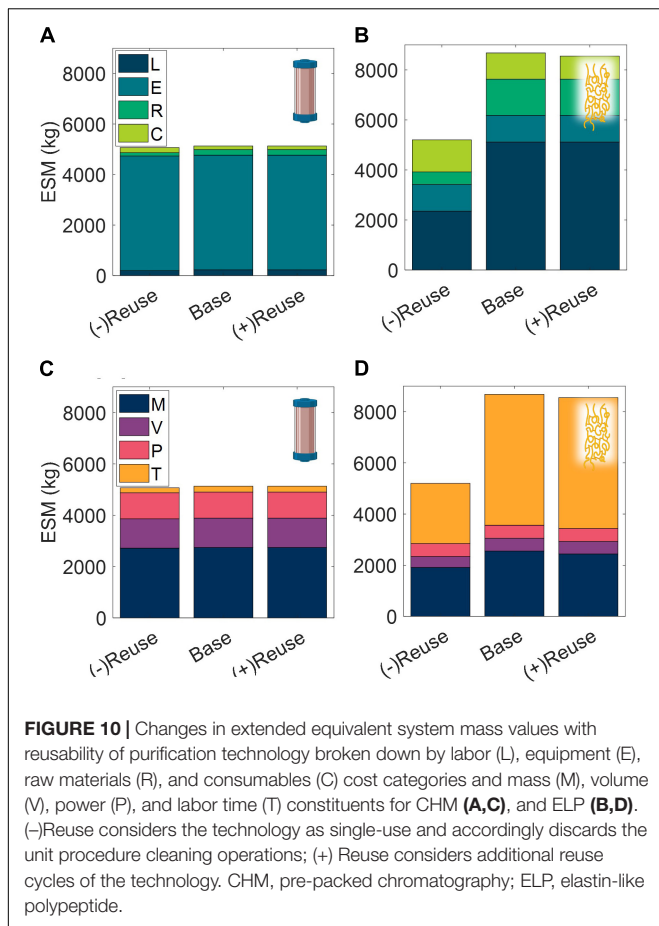 A
B
8000
6000
4000
2000
0
ESM (kg)
L
E
R
C
(-)Reuse
Base
(+)Reuse
8000
6000
4000
2000
0
ESM (kg)
(-)Reuse
Base
(+)Reuse
C
D
8000
6000
4000
2000
0
ESM (kg)
M
V
P
T
(-)Reuse
Base
(+)Reuse
8000
6000
4000
2000
0
ESM (kg)
(-)Reuse
Base
(+)Reuse
FIGURE 10 | Changes in extended equivalent system mass values with
reusability of purification technology broken down by labor (L), equipment (E),
raw materials (R), and consumables (C) cost categories and mass (M), volume
(V), power (P), and labor time (T) constituents for CHM (A,C), and ELP (B,D).
(–)Reuse considers the technology as single-use and accordingly discards the
unit procedure cleaning operations; (+) Reuse considers additional reuse
cycles of the technology. CHM, pre-packed chromatography; ELP, elastin-like
polypeptide.